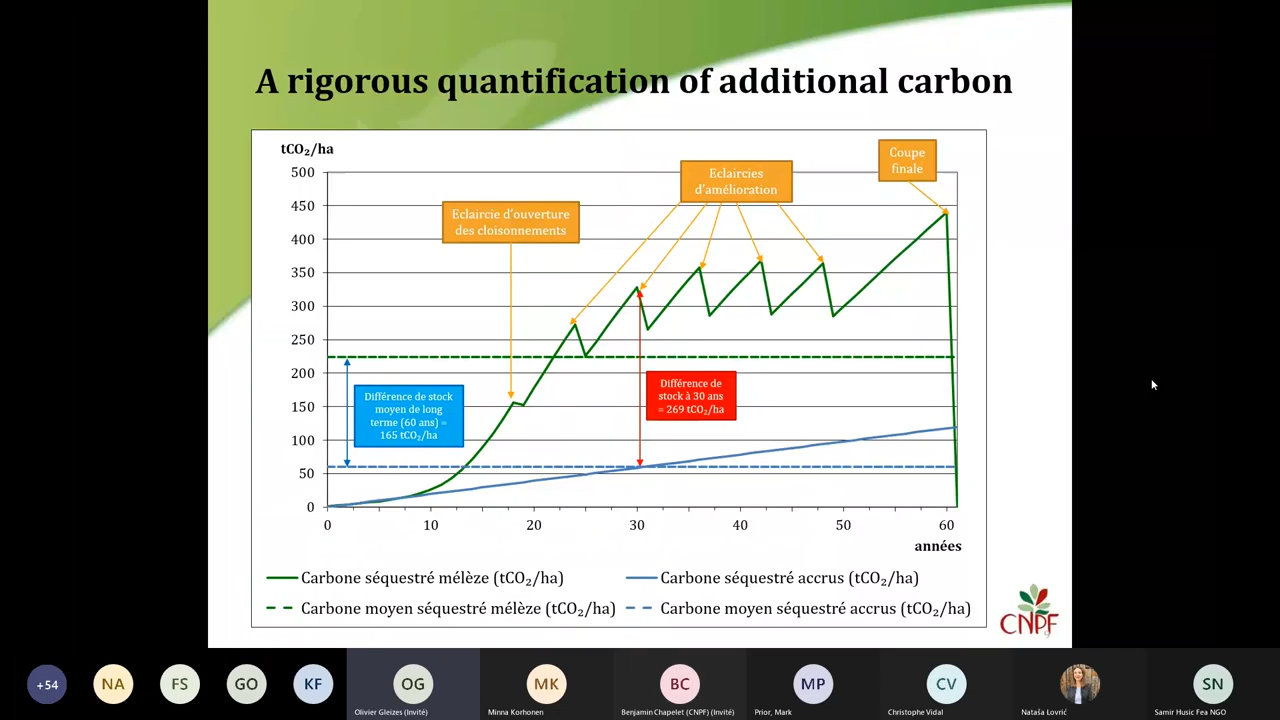 A rigorous quantification of additional carbon
tCO₂/ha
500
450
400
350
300
250
200
150
100
50
0
0
10
20
30
40
50
60
années
Eclaircie d'ouverture
des cloisonnements
Eclaircies
d'amélioration
Coupe
finale
Différence de stock
moyen de long
terme (60 ans) =
165 tCO₂/ha
Différence de
stock à 30 ans
= 269 tCO₂/ha
Carbone séquestré mélèze (tCO₂/ha)
Carbone séquestré accrus (tCO₂/ha)
Carbone moyen séquestré mélèze (tCO₂/ha)
Carbone moyen séquestré accrus (tCO₂/ha)
CNPF
9
+54
NA
FS
GO
KF
OG
MK
BC
MP
CV
SN
Olivier Gleizes (Invité)
Minna Korhonen
Benjamin Chapelet (CNPF) (Invité)
Prior, Mark
Christophe Vidal
Nataša Lovrić
Samir Husic Fea NGO